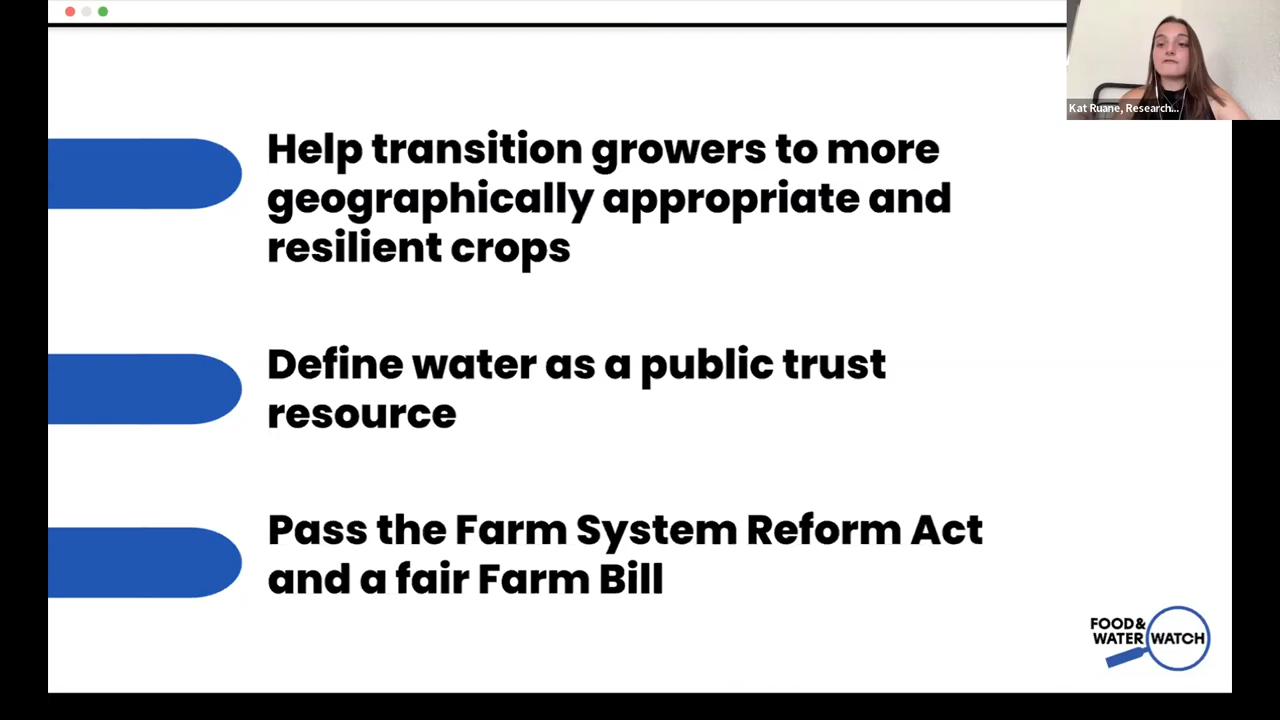 Kat Ruane, Research...
Help transition growers to more
geographically appropriate and
resilient crops
Define water as a public trust
resource
Pass the Farm System Reform Act
and a fair Farm Bill
FOOD&
WATER WATCH